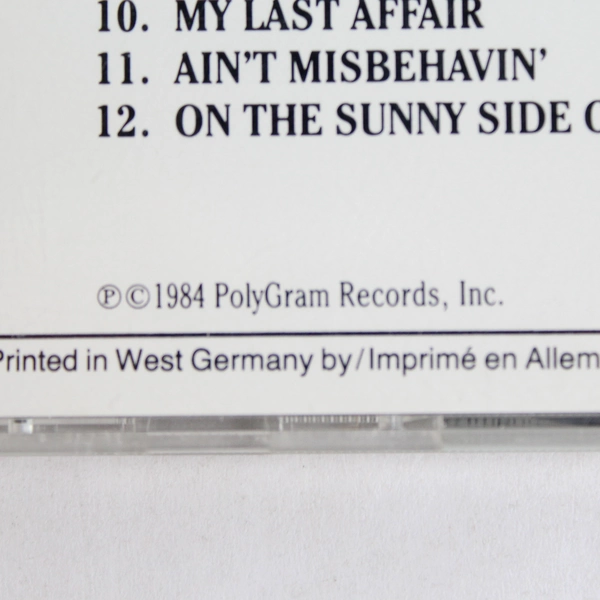 10. MY LAST AFFAIR
11. AIN'T MISBEHAVIN'
12. ON THE SUNNY SIDE O
℗©1984 PolyGram Records, Inc.
Printed in West Germany by/Imprimé en Allem